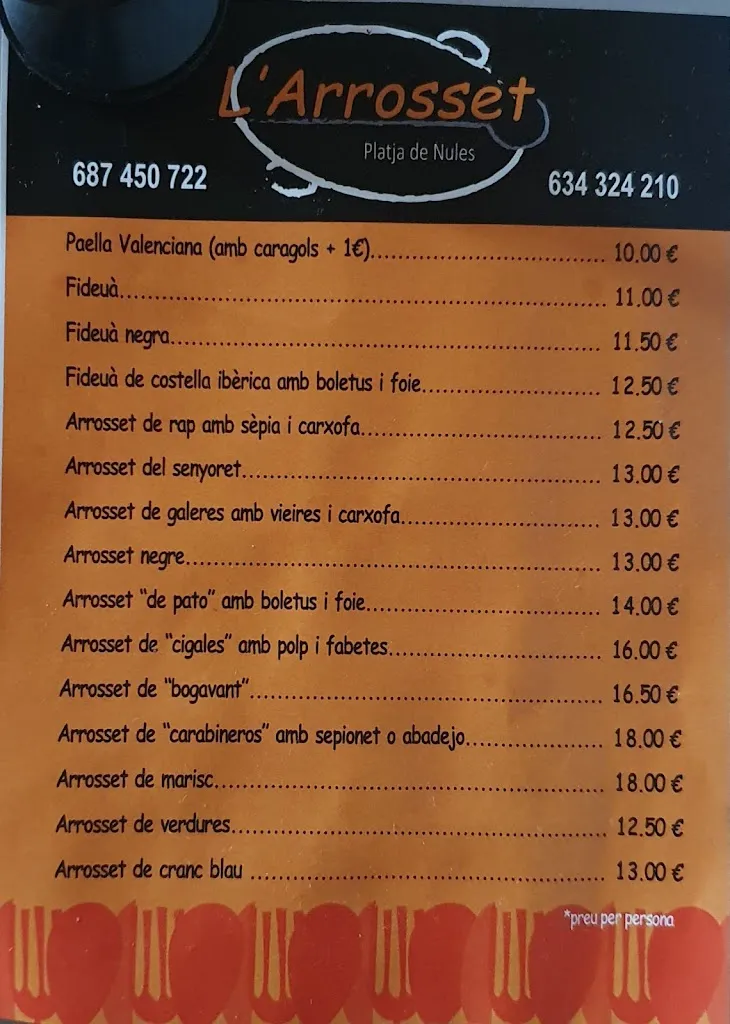 L'Arrosset
Platja de Nules
687 450 722
634 324 210
Paella Valenciana (amb caragols + 1€)........................................ 10.00 €
Fideuà........................................ 11.00 €
Fideuà negra........................................ 11.50 €
Fideuà de costella ibèrica amb boletus i foie........................................ 12.50 €
Arrosset de rap amb sèpia i carxofa........................................ 12.50 €
Arrosset del senyoret........................................ 13.00 €
Arrosset de galeres amb vieires i carxofa........................................ 13.00 €
Arrosset negre........................................ 13.00 €
Arrosset "de pato" amb boletus i foie........................................ 14.00 €
Arrosset de "cigales" amb polp i fabetes........................................ 16.00 €
Arrosset de "bogavant"........................................ 16.50 €
Arrosset de "carabineros" amb sepionet o abadejo........................................ 18.00 €
Arrosset de marisc........................................ 18.00 €
Arrosset de verdures........................................ 12.50 €
Arrosset de cranc blau ........................................ 13.00 €
*preu per persona